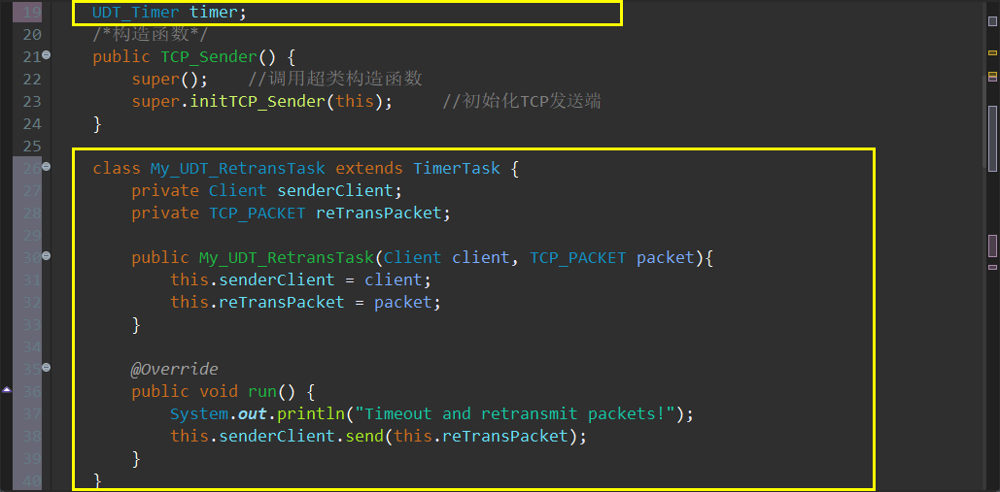 19 UDT_Timer timer;
20 /*构造函数*/
21 public TCP_Sender() {
22 super(); //调用超类构造函数
23 super.initTCP_Sender(this); //初始化TCP发送端
24 }
25
26 class My_UDT_RetransTask extends TimerTask {
27 private Client senderClient;
28 private TCP_PACKET reTransPacket;
29
30 public My_UDT_RetransTask(Client client, TCP_PACKET packet){
31 this.senderClient = client;
32 this.reTransPacket = packet;
33 }
34
35 @Override
36 public void run() {
37 System.out.println("Timeout and retransmit packets!");
38 this.senderClient.send(this.reTransPacket);
39 }
40 }